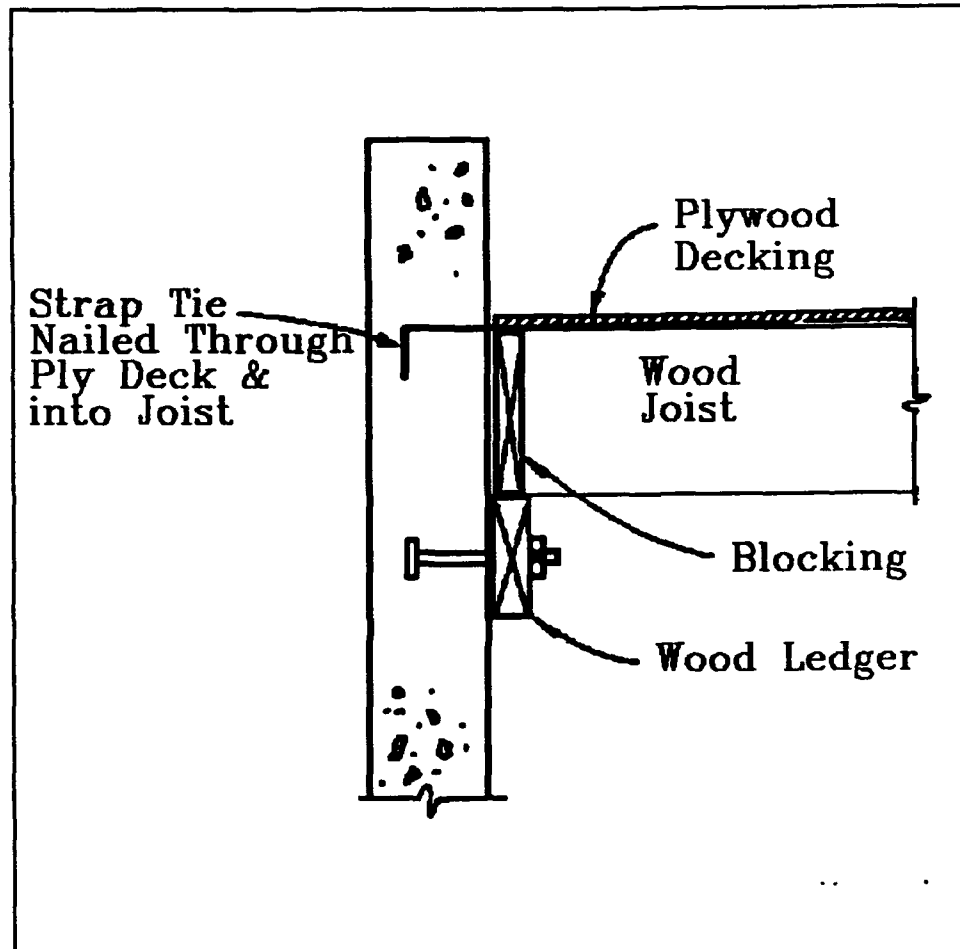 Plywood
Decking
Strap Tie
Nailed Through
Ply Deck &
into Joist
Wood
Joist
Blocking
Wood Ledger